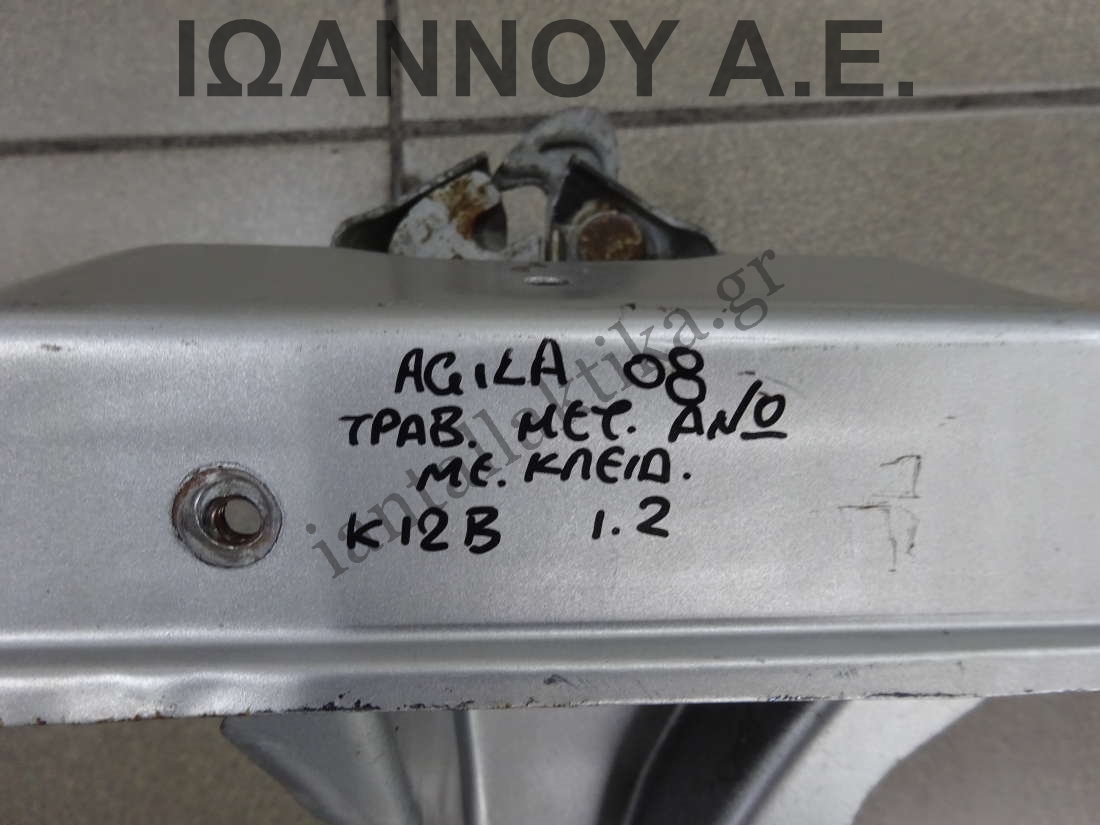 ΙΩΑΝΝΟΥ Α.Ε.
AGILA 08
ΤΡΑΒ. ΜΕΤ. ΑΝΩ
ΜΕ. ΚΛΕΙΔ.
K12B 1.2
iantallaktika.gr